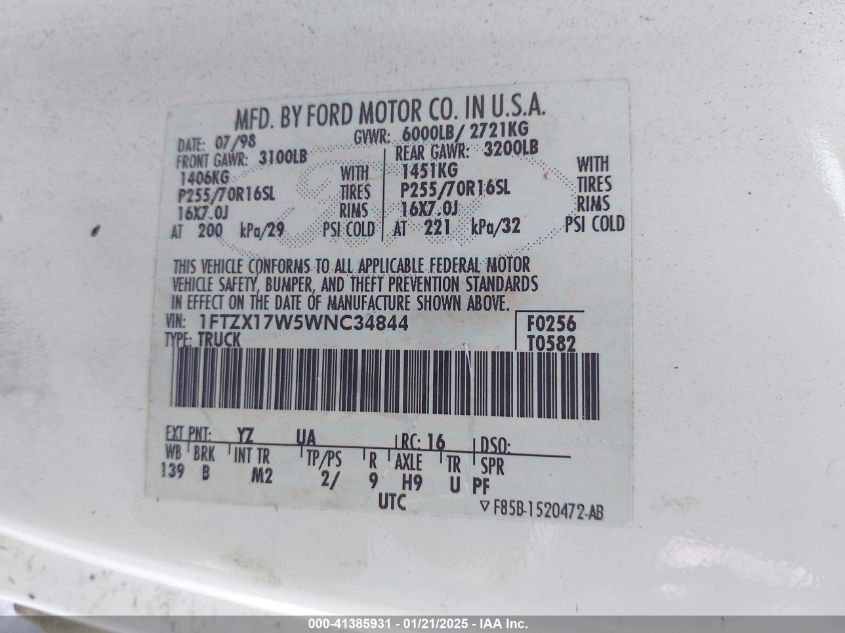 MFD. BY FORD MOTOR CO. IN U.S.A.
DATE: 07/98 GVWR: 6000LB/ 2721KG
FRONT GAWR: 3100LB REAR GAWR: 3200LB
1406KG WITH 1451KG WITH
P255/70R16SL TIRES P255/70R16SL TIRES
16X7.0J RIMS 16X7.0J RIMS
AT 200 kPa/29 PSI COLD AT 221 kPa/32 PSI COLD
THIS VEHICLE CONFORMS TO ALL APPLICABLE FEDERAL MOTOR
VEHICLE SAFETY, BUMPER, AND THEFT PREVENTION STANDARDS
IN EFFECT ON THE DATE OF MANUFACTURE SHOWN ABOVE.
VIN: 1FTZX17W5WNC34844 F0256
TYPE: TRUCK T0582
EXT PNT: YZ UA RC: 16 DSO:
WB BRK INT TR TP/PS R AXLE TR SPR
139 B M2 2/ 9 H9 U PF
UTC F85B-1520472-AB
000-41385931 - 01/21/2025 - IAA Inc.